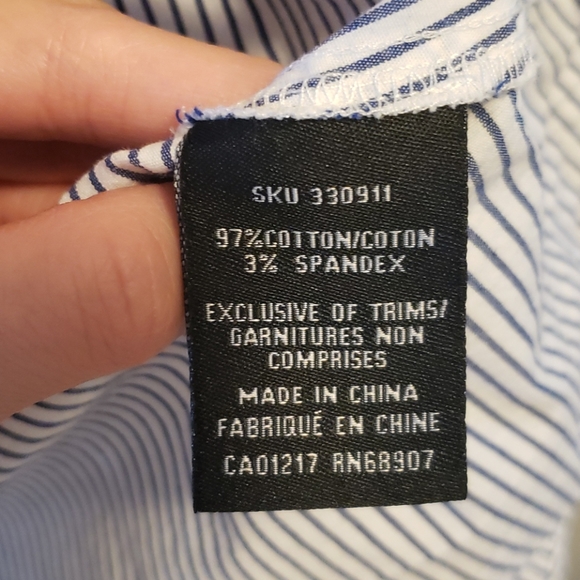 SKU 330911
97%COTTON/COTON
3% SPANDEX
EXCLUSIVE OF TRIMS/
GARNITURES NON
COMPRISES
MADE IN CHINA
FABRIQUÉ EN CHINE
CA01217 RN68907